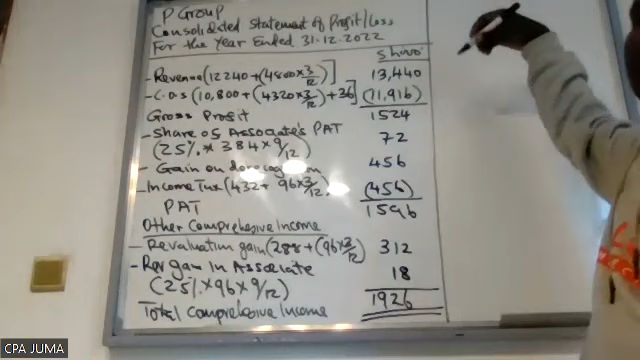 P Group
Consolidated Statement of Profit/Loss
For the Year Ended 31.12.2022
sh'000'
- Revenue (12240 + (4800 x 3/12)] 13,440
- C.O.S (10,800 + (4320 x 3/12) + 36] (11,916)
Gross Profit 1524
- Share of Associate's PAT 72
(25% * 384 x 9/12)
- Gain on 456
- Income Tax (432 + 96 x 3/12) (456)
PAT 1596
Other Comprehesive Income
- Revaluation gain (288 + (96 x 3/12) 312
- Rev gain in Associate 18
(25% x 96 x 9/12)
Total Comprehesive Income 1926
CPA JUMA